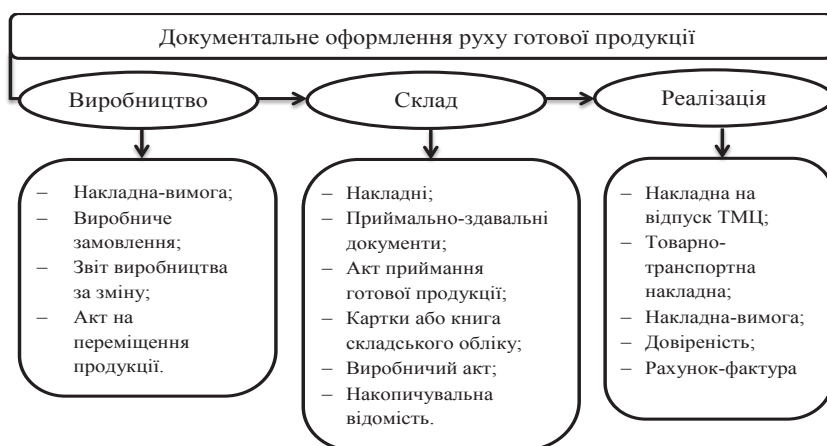 Документальне оформлення руху готової продукції
Виробництво
Склад
Реалізація
– Накладна-вимога;
– Виробниче
замовлення;
– Звіт виробництва
за зміну;
– Акт на
переміщення
продукції.
– Накладні;
– Приймально-здавальні
документи;
– Акт приймання
готової продукції;
– Картки або книга
складського обліку;
– Виробничий акт;
– Накопичувальна
відомість.
– Накладна на
відпуск ТМЦ;
– Товарно-
транспортна
накладна;
– Накладна-вимога;
– Довіреність;
– Рахунок-фактура